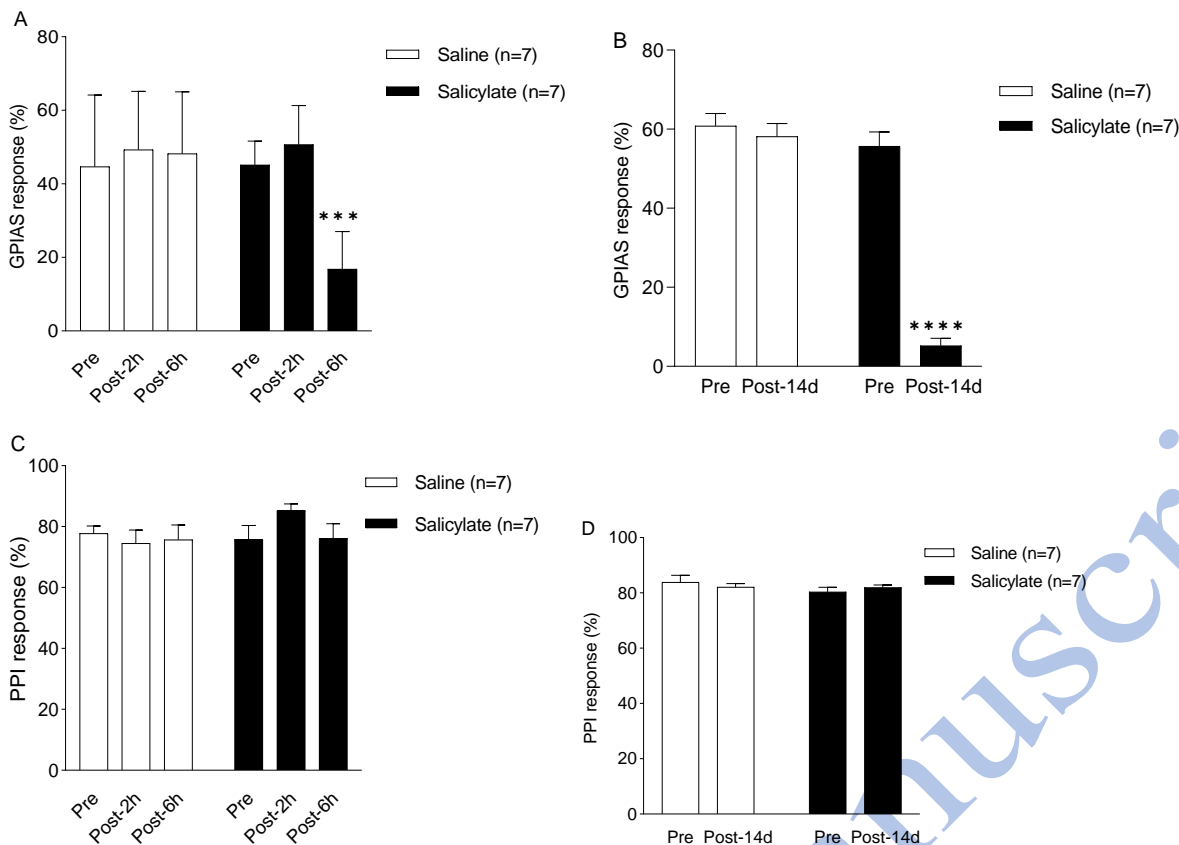 A
GPIAS response (%)
80
60
40
20
0
Saline (n=7)
Salicylate (n=7)
***
Pre
Post-2h
Post-6h
Pre
Post-2h
Post-6h
B
GPIAS response (%)
80
60
40
20
0
Saline (n=7)
Salicylate (n=7)
****
Pre Post-14d Pre Post-14d
C
PPI response (%)
100
80
60
40
20
0
Saline (n=7)
Salicylate (n=7)
Pre
Post-2h
Post-6h
Pre
Post-2h
Post-6h
D
PPI response (%)
100
80
60
40
20
0
Saline (n=7)
Salicylate (n=7)
Pre Post-14d Pre Post-14d